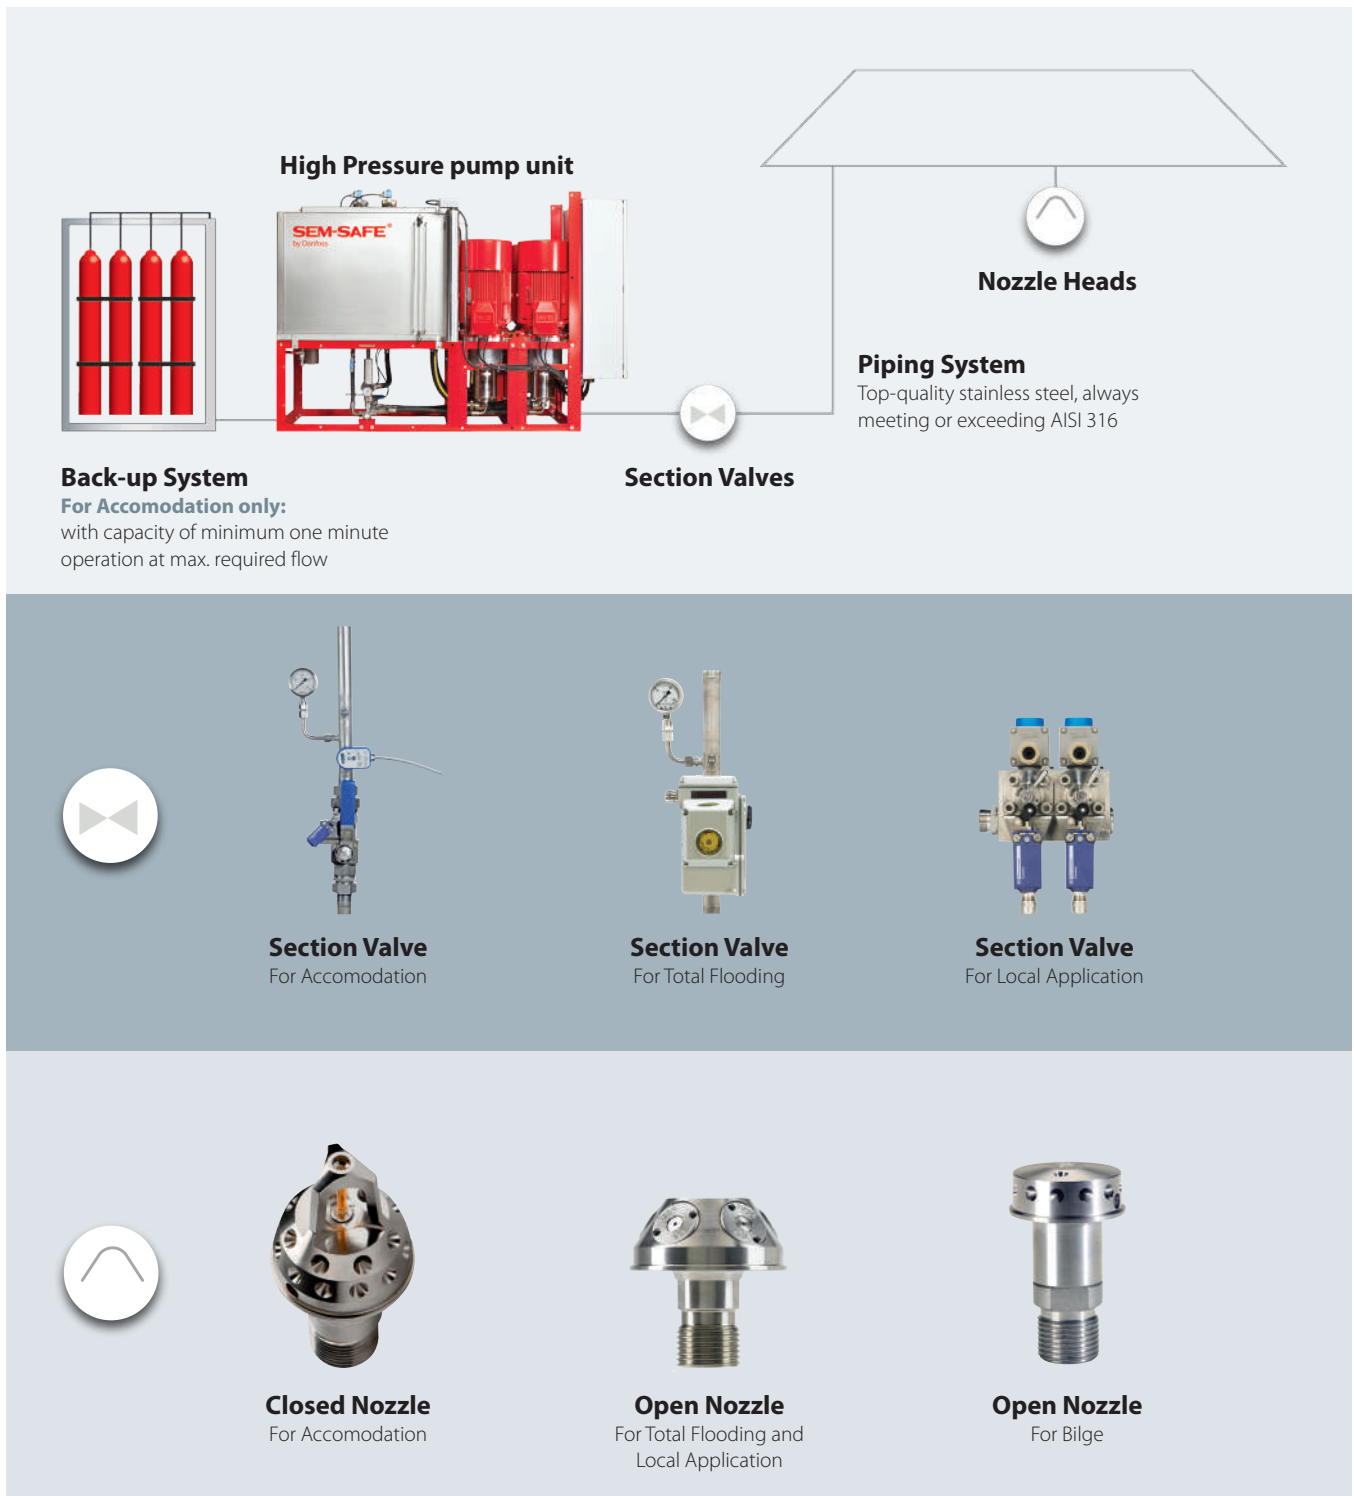 High Pressure pump unit
SEM-SAFE®
by Danfoss
Nozzle Heads
Piping System
Top-quality stainless steel, always
meeting or exceeding AISI 316
Back-up System
For Accomodation only:
with capacity of minimum one minute
operation at max. required flow
Section Valves
Section Valve
For Accomodation
Section Valve
For Total Flooding
Section Valve
For Local Application
Closed Nozzle
For Accomodation
Open Nozzle
For Total Flooding and
Local Application
Open Nozzle
For Bilge